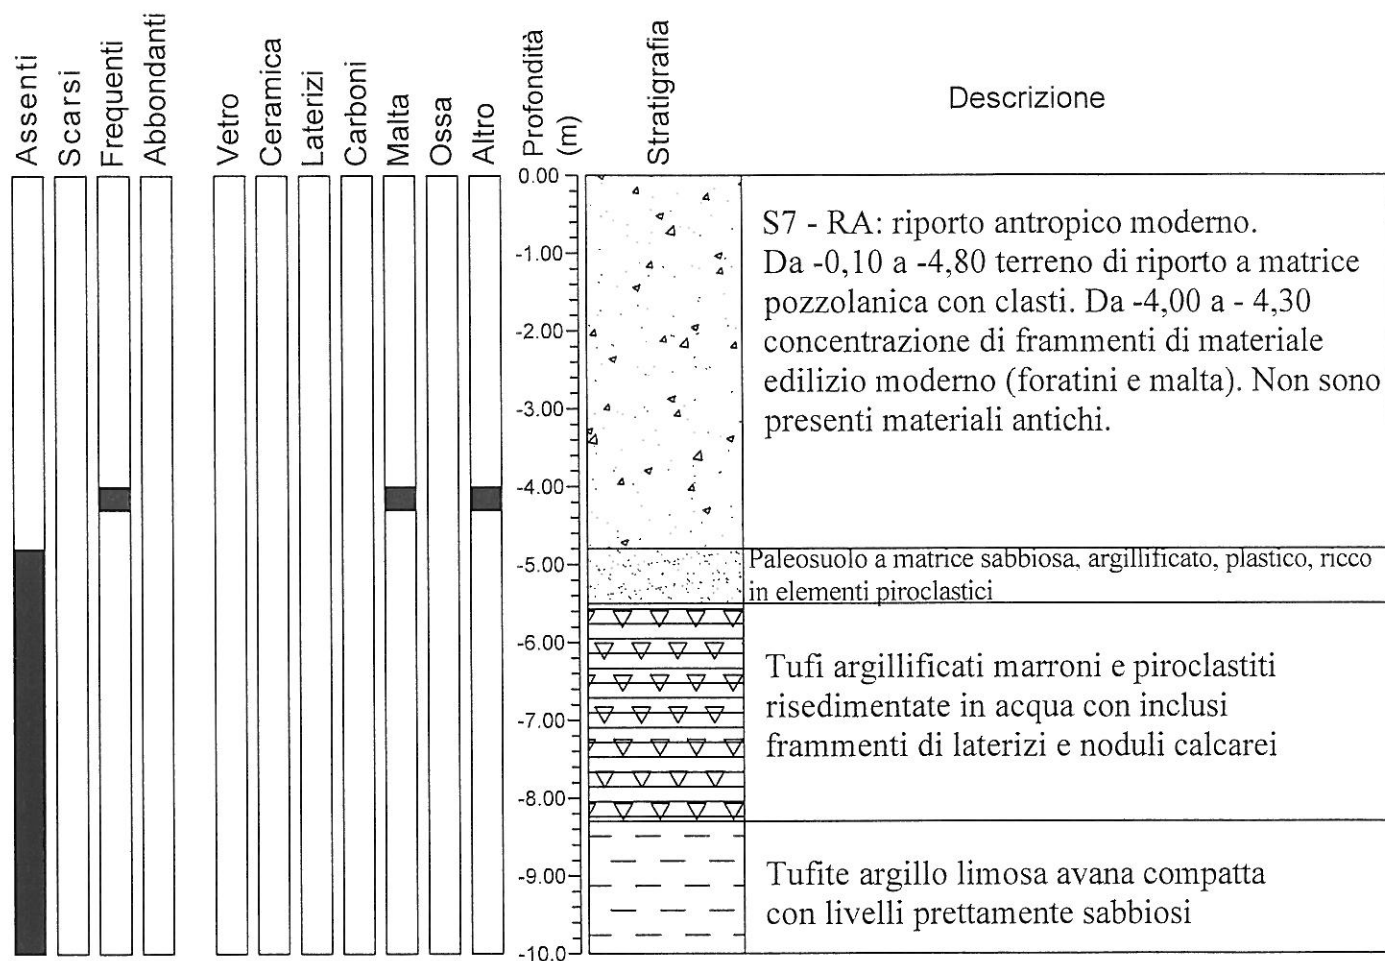 Assenti
Scarsi
Frequenti
Abbondanti
Vetro
Ceramica
Laterizi
Carboni
Malta
Ossa
Altro
Profondità
(m)
Stratigrafia
Descrizione
0.00
-1.00
-2.00
-3.00
-4.00
-5.00
-6.00
-7.00
-8.00
-9.00
-10.0
S7 - RA: riporto antropico moderno.
Da -0,10 a -4,80 terreno di riporto a matrice
pozzolanica con clasti. Da -4,00 a - 4,30
concentrazione di frammenti di materiale
edilizio moderno (foratini e malta). Non sono
presenti materiali antichi.
Paleosuolo a matrice sabbiosa, argillificato, plastico, ricco
in elementi piroclastici
Tufi argillificati marroni e piroclastiti
risedimentate in acqua con inclusi
frammenti di laterizi e noduli calcarei
Tufite argillo limosa avana compatta
con livelli prettamente sabbiosi